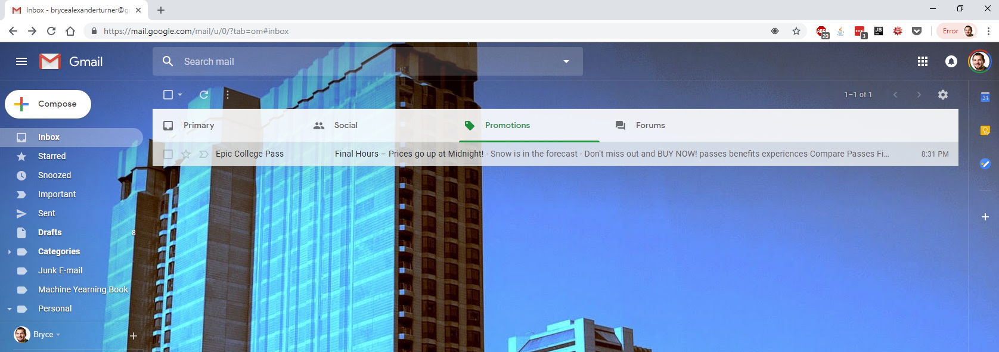 Inbox - brycealexanderturner@g
https://mail.google.com/mail/u/0/?tab=om#inbox
ABP
20
3
JB
Error
Gmail
Search mail
Compose
1–1 of 1
31
Primary
Social
Promotions
Forums
Epic College Pass Final Hours – Prices go up at Midnight! - Snow is in the forecast - Don't miss out and BUY NOW! passes benefits experiences Compare Passes Fi... 8:31 PM
Inbox
Starred
Snoozed
Important
Sent
Drafts 8
Categories
Junk E-mail
Machine Yearning Book
Personal
Bryce